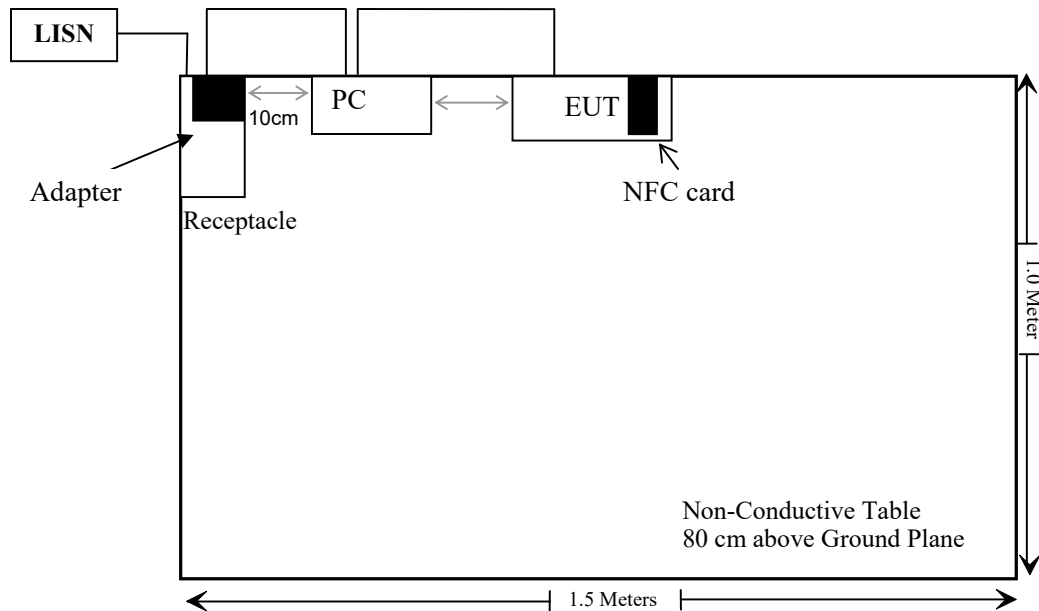 LISN
PC
EUT
10cm
Adapter
NFC card
Receptacle
1.0 Meter
Non-Conductive Table
80 cm above Ground Plane
1.5 Meters